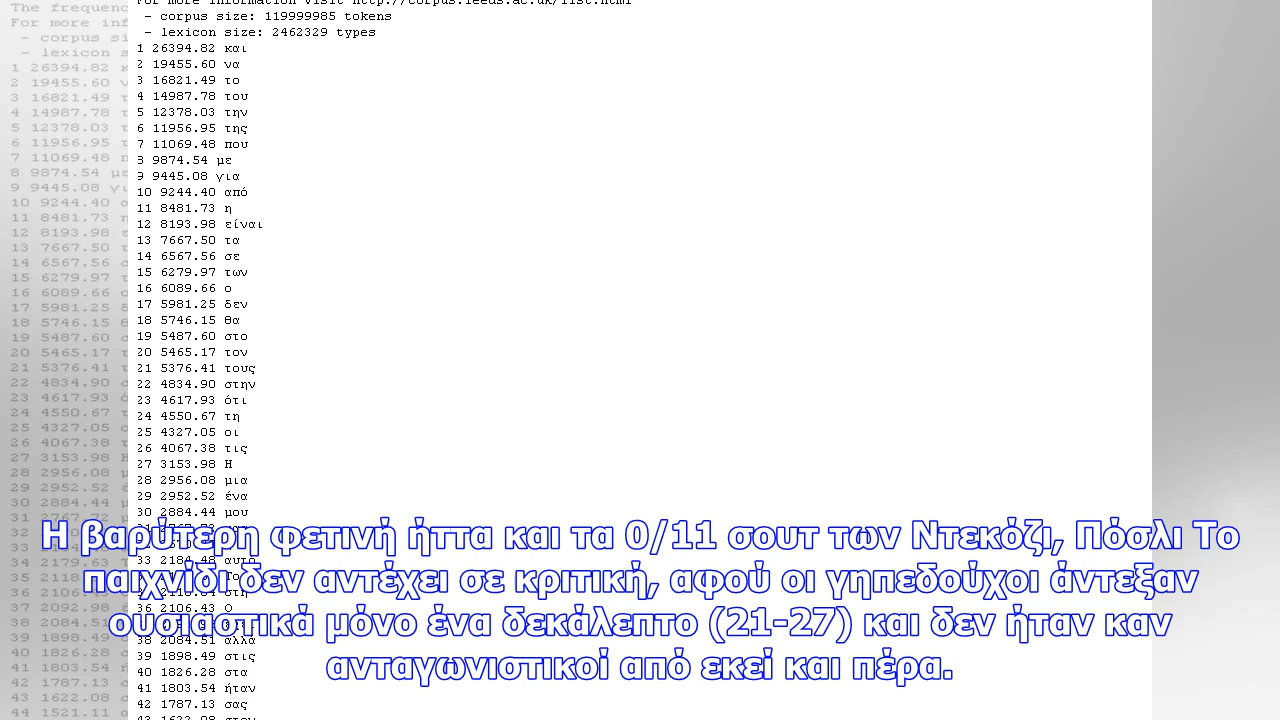 For more information visit http://corpus.leeds.ac.uk/list.html
- corpus size: 119999985 tokens
- lexicon size: 2462329 types
1 26394.82 και
2 19455.60 να
3 16821.49 το
4 14987.78 του
5 12378.03 την
6 11956.95 της
7 11069.48 που
8 9874.54 με
9 9445.08 για
10 9244.40 από
11 8481.73 η
12 8193.98 είναι
13 7667.50 τα
14 6567.56 σε
15 6279.97 των
16 6089.66 ο
17 5981.25 δεν
18 5746.15 θα
19 5487.60 στο
20 5465.17 τον
21 5376.41 τους
22 4834.90 στην
23 4617.93 ότι
24 4550.67 τη
25 4327.05 οι
26 4067.38 τις
27 3153.98 Η
28 2956.08 μια
29 2952.52 ένα
30 2884.44 μου
Η βαρύτερη φετινή ήττα και τα 0/11 σουτ των Ντεκόζι, Πόσλι Το
παιχνίδι δεν αντέχει σε κριτική, αφού οι γηπεδούχοι άντεξαν
ουσιαστικά μόνο ένα δεκάλεπτο (21-27) και δεν ήταν καν
ανταγωνιστικοί από εκεί και πέρα.
33 2184.48 αυτό
36 2106.43 Ο
38 2084.51 αλλά
39 1898.49 στις
40 1826.28 στα
41 1803.54 ήταν
42 1787.13 σας